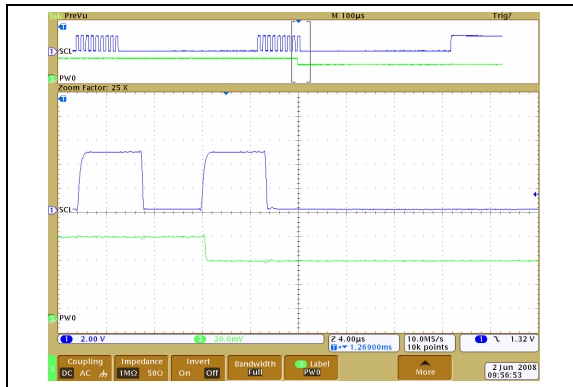 PreVu M 100µs Trig?
SCL
PW0
Zoom Factor: 25 X
SCL
PW0
1 2.00 V 3 20.0mV Z 4.00µs 10.0MS/s 1 1.32 V
1.26900ms 10k points
Coupling Impedance Invert Bandwidth 3 Label
DC AC 1MΩ 50Ω On Off Full PW0 More
2 Jun 2008
09:56:53